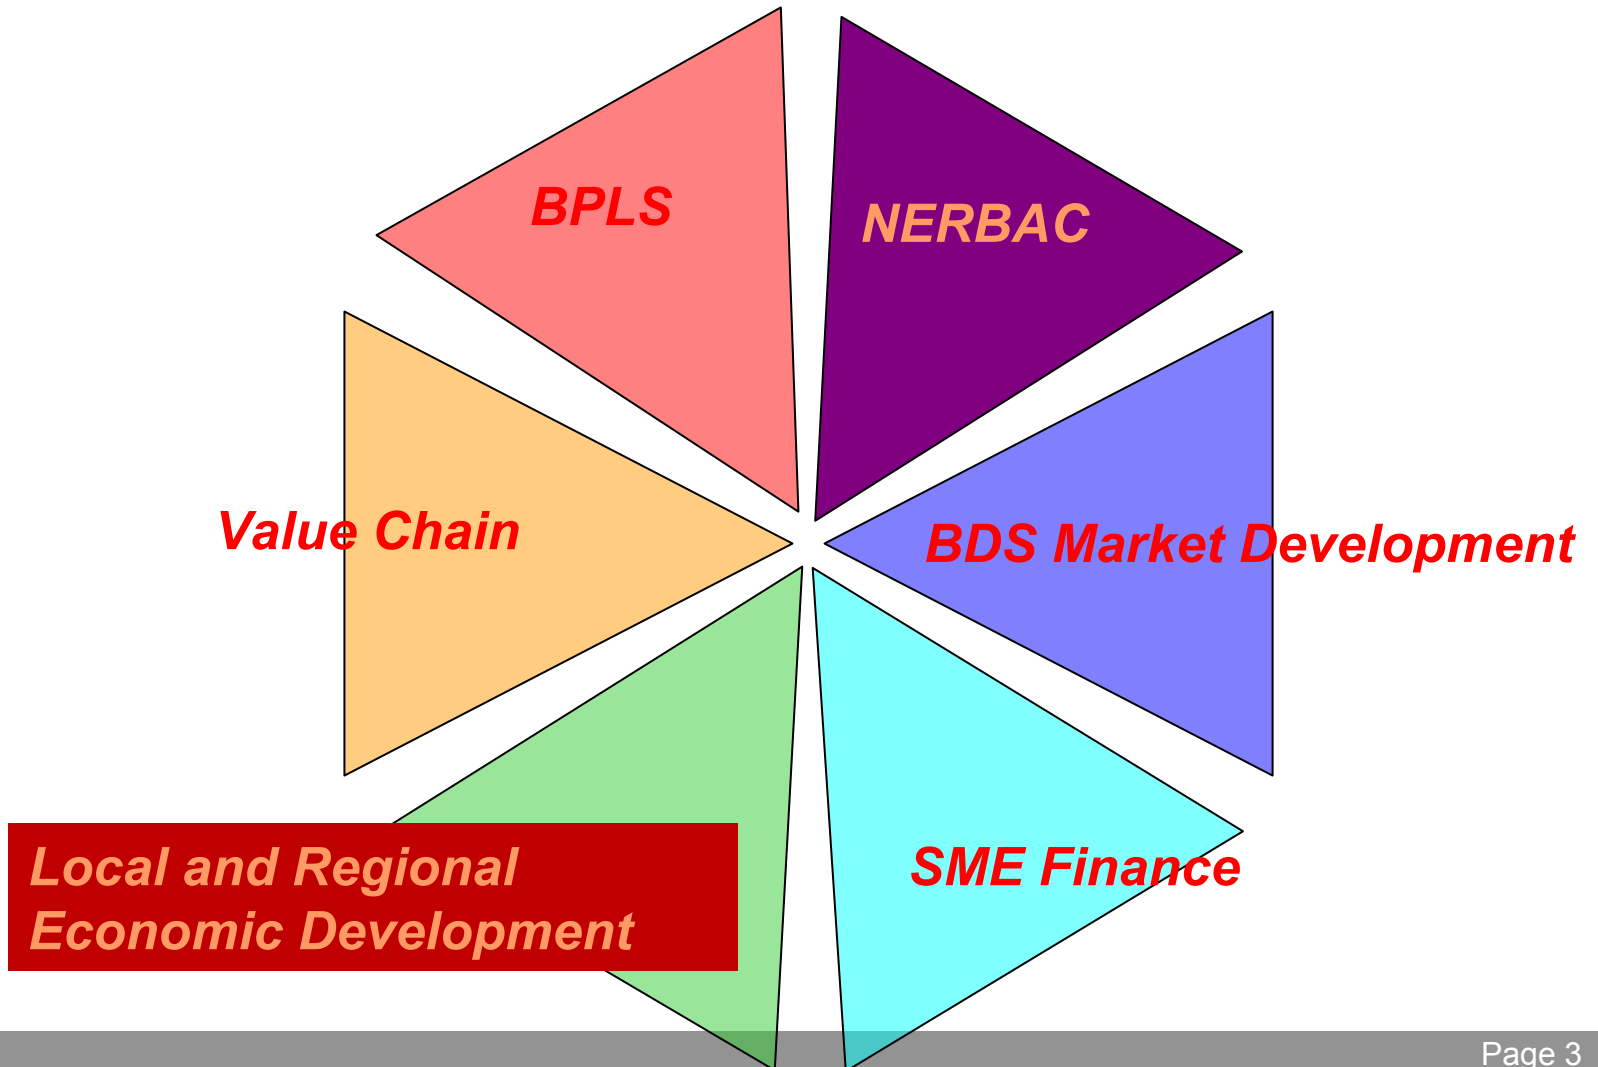 BPLS
NERBAC
Value Chain
BDS Market Development
Local and Regional
Economic Development
SME Finance
Page 3